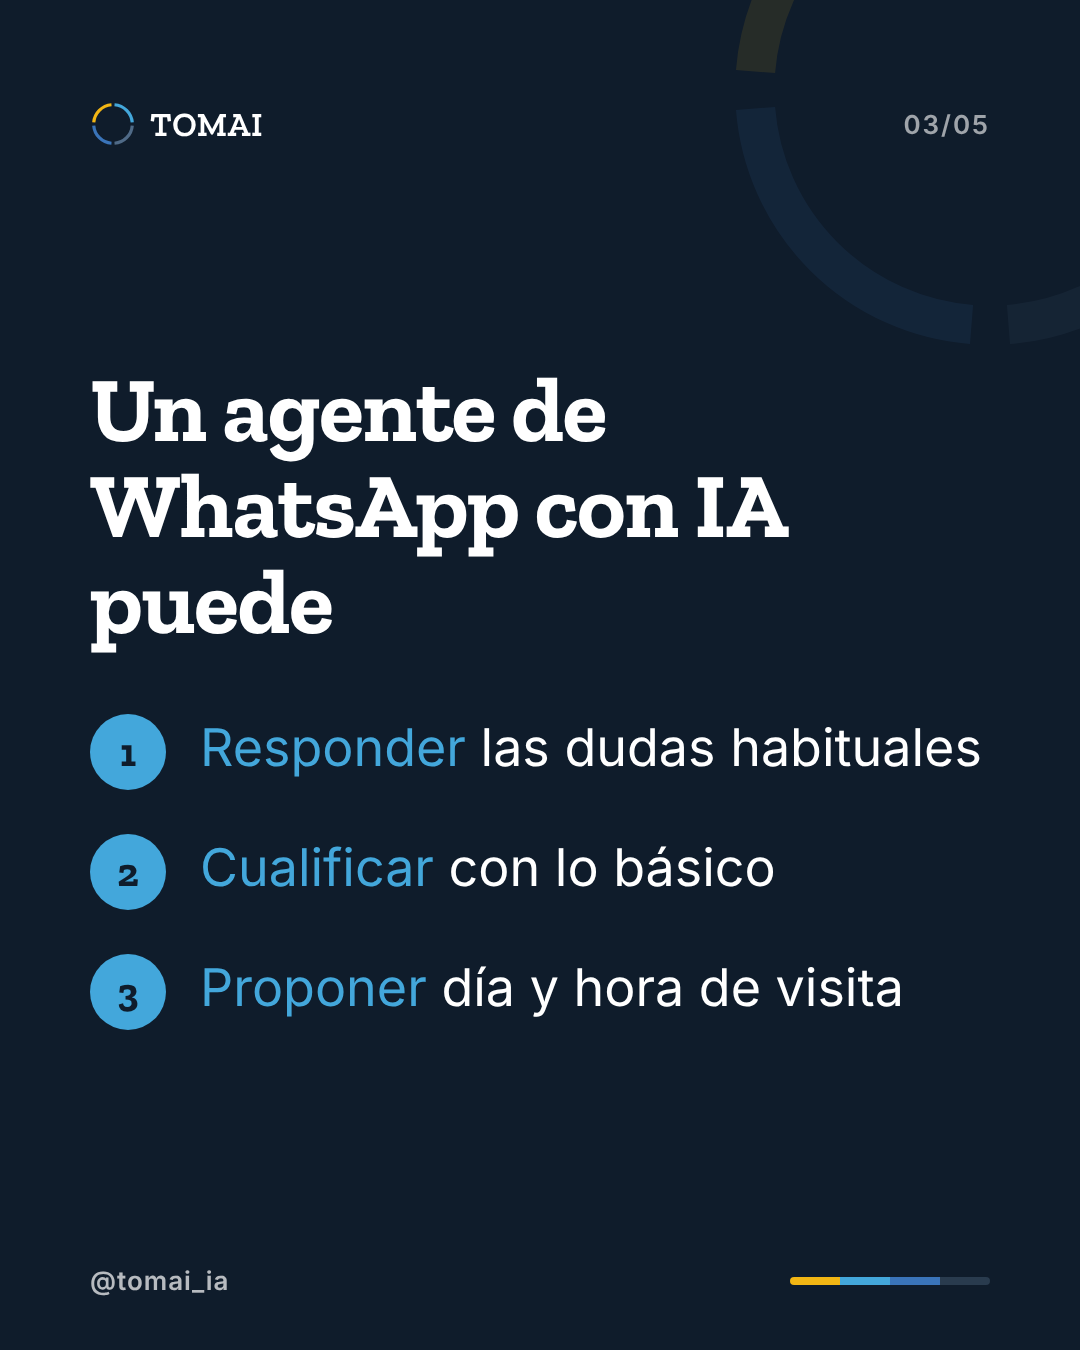 TOMAI
03/05
Un agente de
WhatsApp con IA
puede
1 Responder las dudas habituales
2 Cualificar con lo básico
3 Proponer día y hora de visita
@tomai_ia